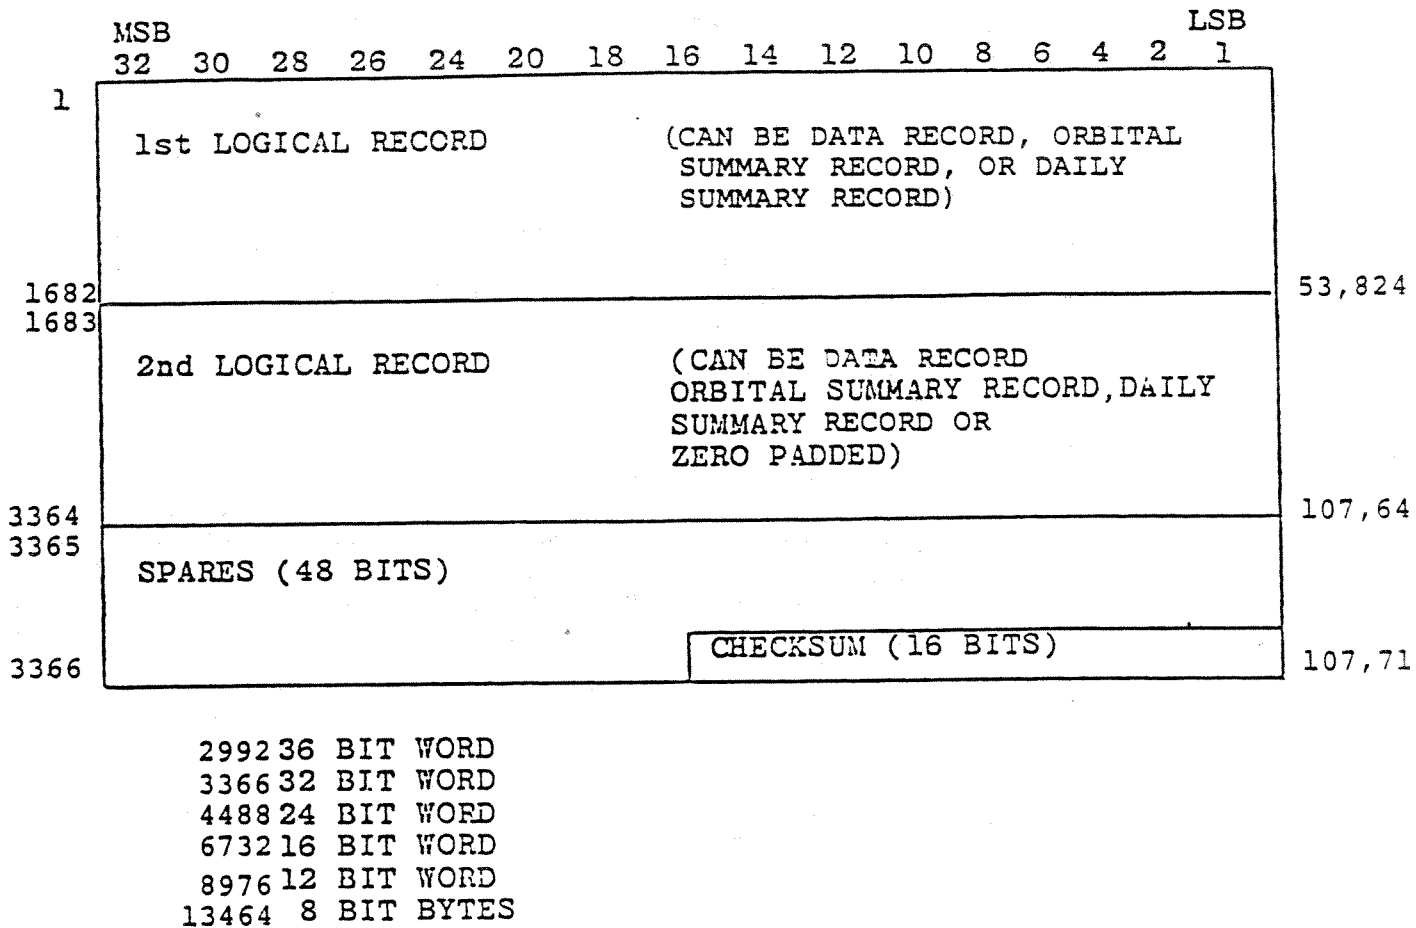 MSB LSB
32 30 28 26 24 20 18 16 14 12 10 8 6 4 2 1
1
1st LOGICAL RECORD (CAN BE DATA RECORD, ORBITAL
SUMMARY RECORD, OR DAILY
SUMMARY RECORD)
1682 53,824
1683
2nd LOGICAL RECORD (CAN BE DATA RECORD
ORBITAL SUMMARY RECORD,DAILY
SUMMARY RECORD OR
ZERO PADDED)
3364 107,64
3365
SPARES (48 BITS)
CHECKSUM (16 BITS)
3366 107,71
2992 36 BIT WORD
3366 32 BIT WORD
4488 24 BIT WORD
6732 16 BIT WORD
8976 12 BIT WORD
13464 8 BIT BYTES